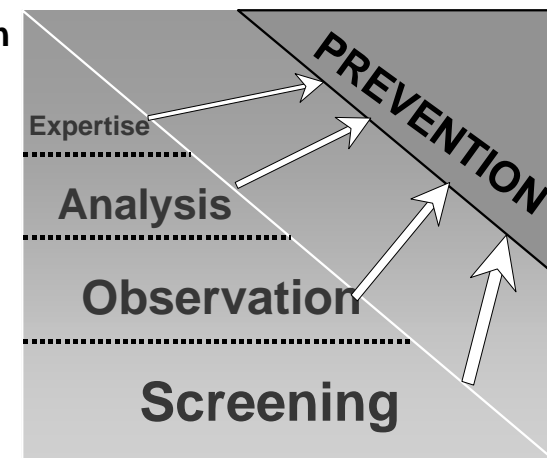 PREVENTION
Expertise
Analysis
Observation
Screening